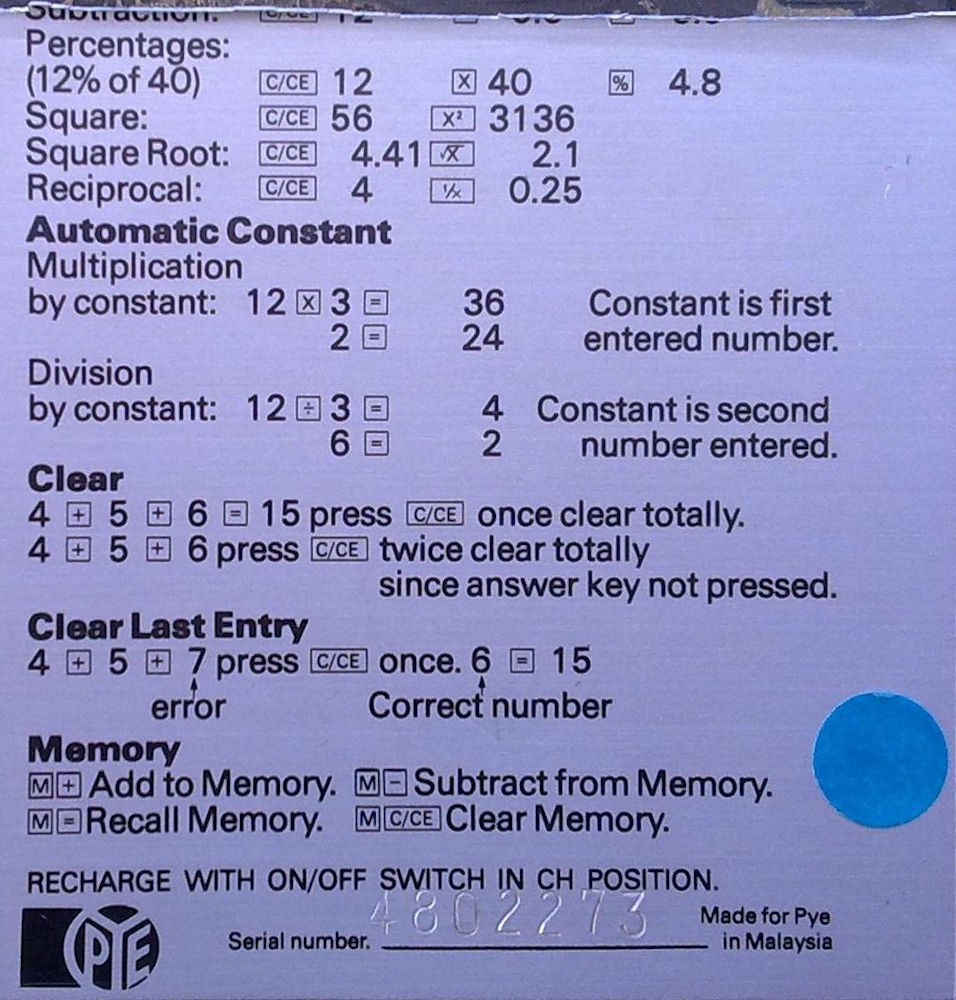 Subtraction: C/CE 12
Percentages:
(12% of 40) C/CE 12 X 40 % 4.8
Square: C/CE 56 X² 3136
Square Root: C/CE 4.41 √X 2.1
Reciprocal: C/CE 4 1/x 0.25
Automatic Constant
Multiplication
by constant: 12 X 3 = 36 Constant is first
2 = 24 entered number.
Division
by constant: 12 ÷ 3 = 4 Constant is second
6 = 2 number entered.
Clear
4 + 5 + 6 = 15 press C/CE once clear totally.
4 + 5 + 6 press C/CE twice clear totally
since answer key not pressed.
Clear Last Entry
4 + 5 + 7 press C/CE once. 6 = 15
error Correct number
Memory
M + Add to Memory. M - Subtract from Memory.
M = Recall Memory. M C/CE Clear Memory.
RECHARGE WITH ON/OFF SWITCH IN CH POSITION.
PYE Serial number. 4802273 Made for Pye
in Malaysia